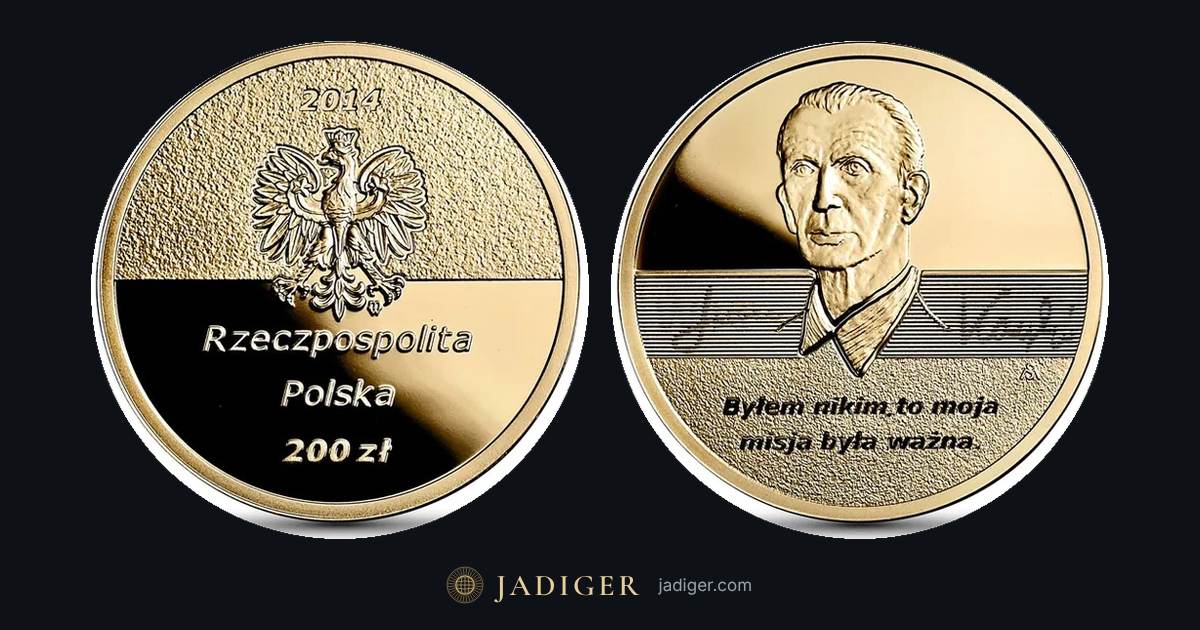 2014
Rzeczpospolita
Polska
200 zł
Byłem nikim, to moja
misja była ważna.
JADIGER jadiger.com